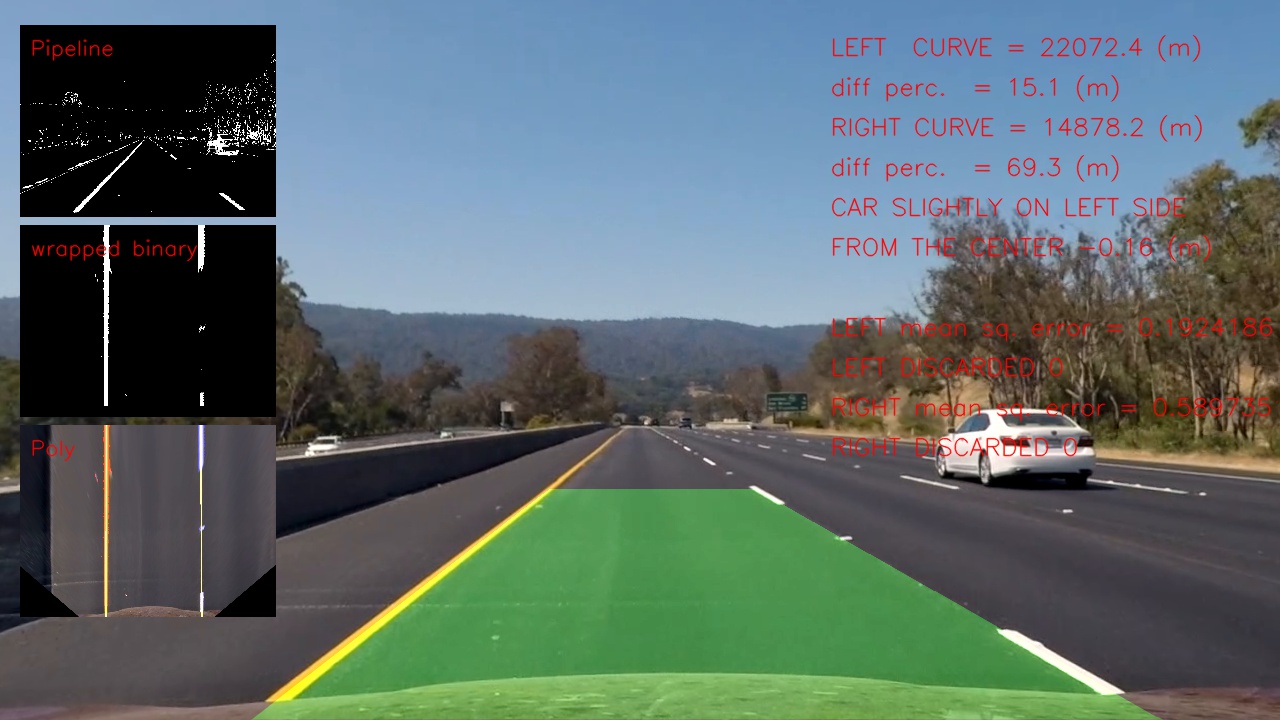 Pipeline
wrapped binary
Poly
LEFT CURVE = 22072.4 (m)
diff perc. = 15.1 (m)
RIGHT CURVE = 14878.2 (m)
diff perc. = 69.3 (m)
CAR SLIGHTLY ON LEFT SIDE
FROM THE CENTER -0.16 (m)
LEFT mean sq. error = 0.1924186
LEFT DISCARDED 0
RIGHT mean sq. error = 0.589735
RIGHT DISCARDED 0